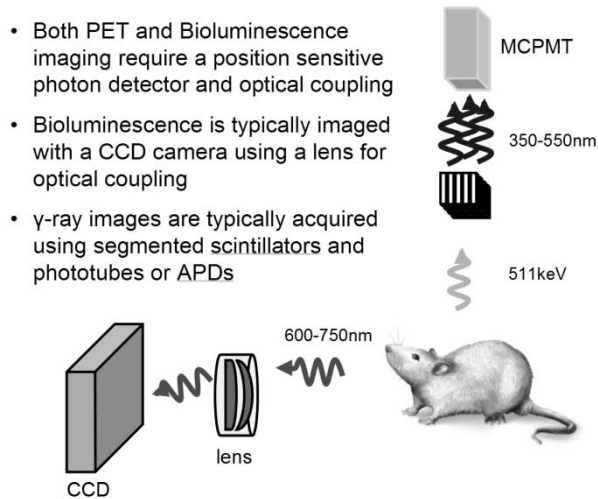 • Both PET and Bioluminescence
imaging require a position sensitive
photon detector and optical coupling
• Bioluminescence is typically imaged
with a CCD camera using a lens for
optical coupling
• γ-ray images are typically acquired
using segmented scintillators and
phototubes or APDs
MCPMT
350-550nm
511keV
600-750nm
lens
CCD